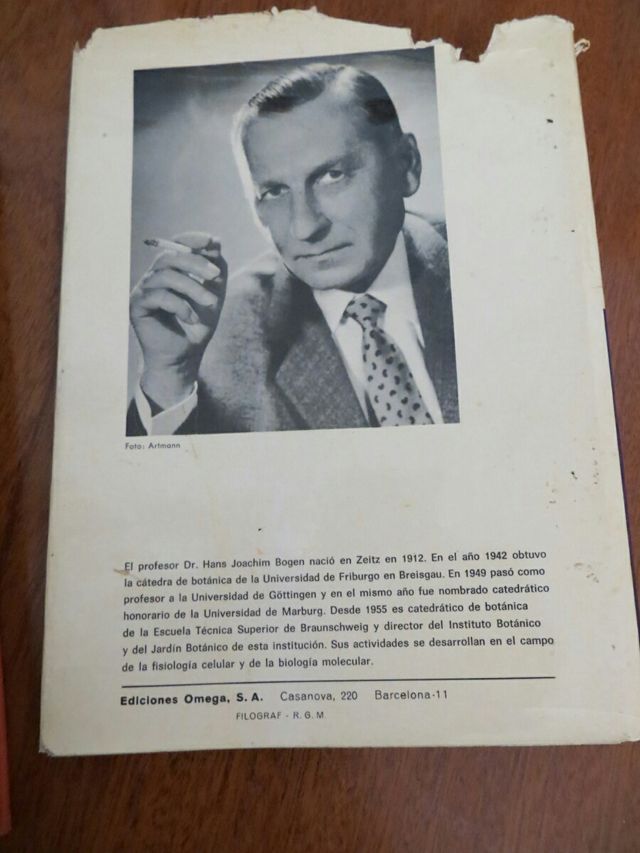 Foto: Artmann
El profesor Dr. Hans Joachim Bogen nació en Zeitz en 1912. En el año 1942 obtuvo
la cátedra de botánica de la Universidad de Friburgo en Breisgau. En 1949 pasó como
profesor a la Universidad de Göttingen y en el mismo año fue nombrado catedrático
honorario de la Universidad de Marburg. Desde 1955 es catedrático de botánica
de la Escuela Técnica Superior de Braunschweig y director del Instituto Botánico
y del Jardín Botánico de esta institución. Sus actividades se desarrollan en el campo
de la fisiología celular y de la biología molecular.
Ediciones Omega, S. A. Casanova, 220 Barcelona-11
FILOGRAF - R. G. M